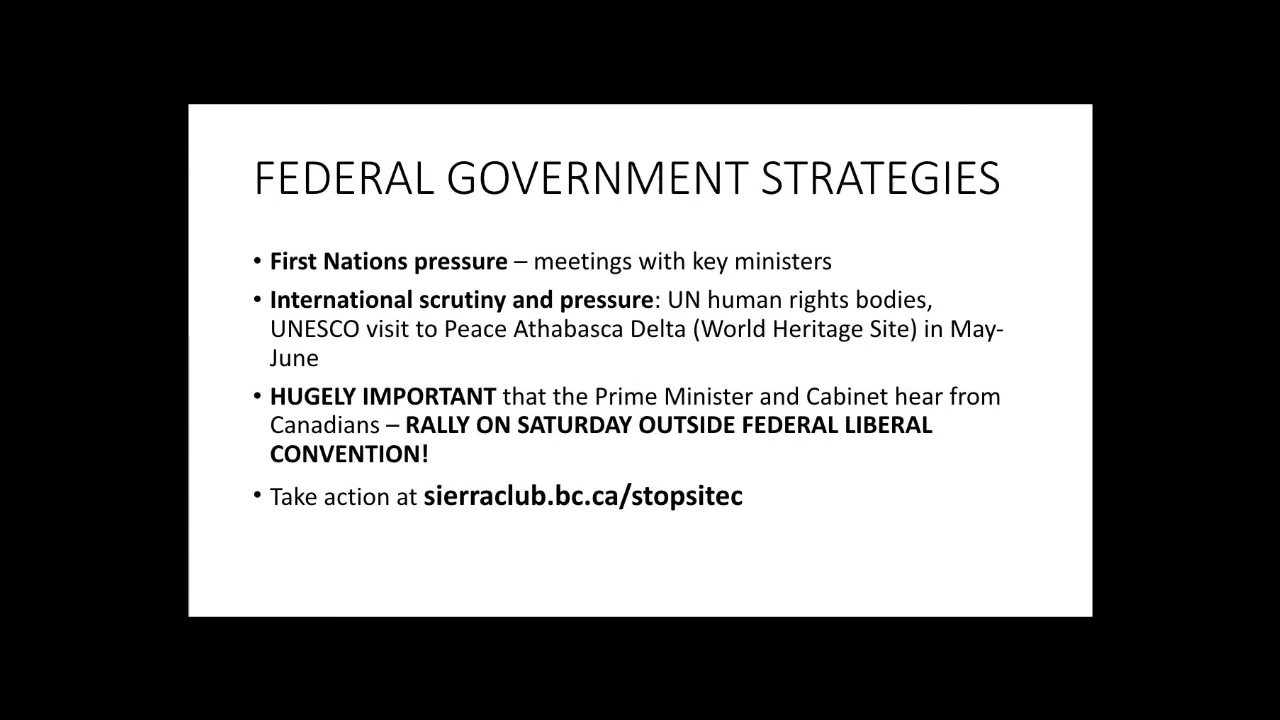 FEDERAL GOVERNMENT STRATEGIES
• First Nations pressure – meetings with key ministers
• International scrutiny and pressure: UN human rights bodies,
UNESCO visit to Peace Athabasca Delta (World Heritage Site) in May-
June
• HUGELY IMPORTANT that the Prime Minister and Cabinet hear from
Canadians – RALLY ON SATURDAY OUTSIDE FEDERAL LIBERAL
CONVENTION!
• Take action at sierraclub.bc.ca/stopsitec